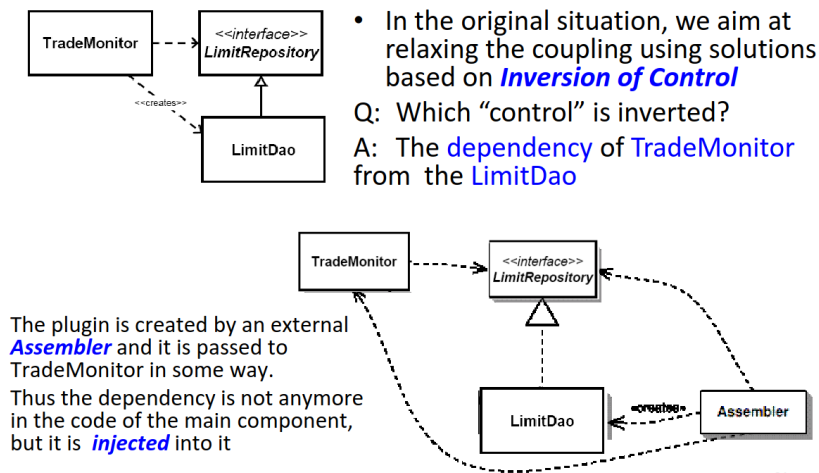 TradeMonitor
<<interface>>
LimitRepository
<<creates>>
LimitDao
• In the original situation, we aim at
relaxing the coupling using solutions
based on Inversion of Control
Q: Which “control” is inverted?
A: The dependency of TradeMonitor
from the LimitDao
TradeMonitor
<<interface>>
LimitRepository
The plugin is created by an external
Assembler and it is passed to
TradeMonitor in some way.
Thus the dependency is not anymore
in the code of the main component,
but it is injected into it
LimitDao
«creates»
Assembler